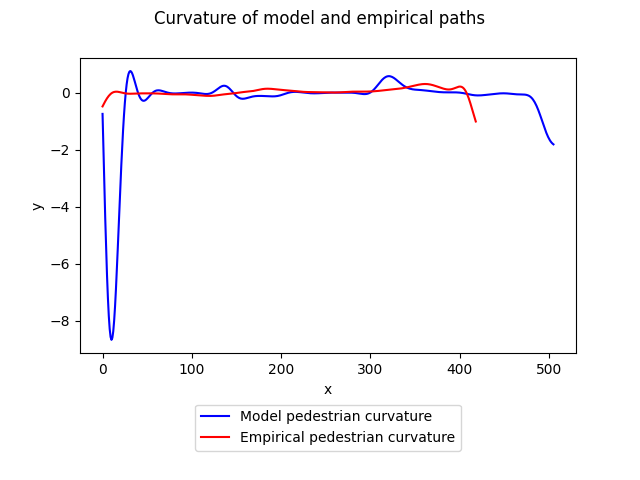 Curvature of model and empirical paths
0
−2
−4
−6
−8
y
0 100 200 300 400 500
x
Model pedestrian curvature
Empirical pedestrian curvature